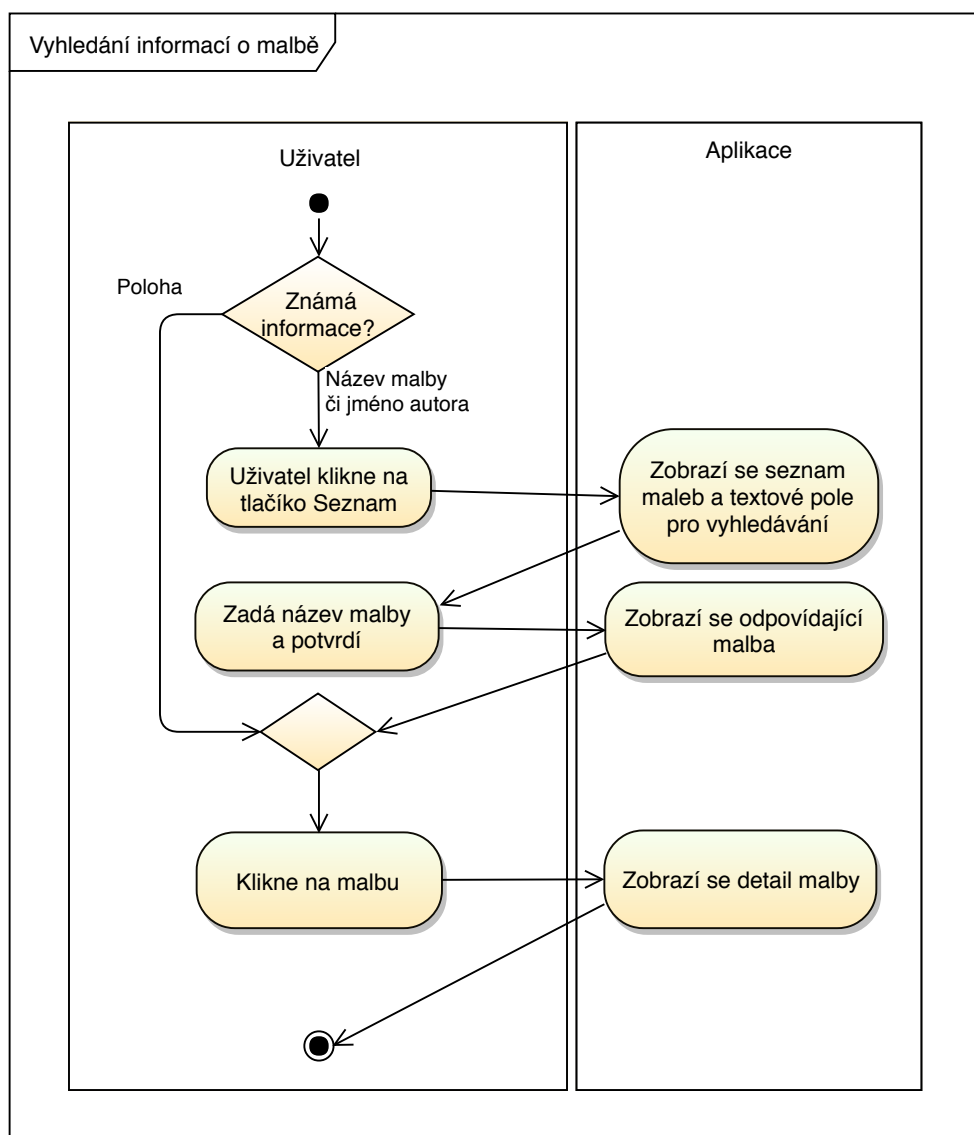 Vyhledání informací o malbě
Uživatel
Aplikace
Poloha
Známá
informace?
Název malby
či jméno autora
Uživatel klikne na
tlačíko Seznam
Zobrazí se seznam
maleb a textové pole
pro vyhledávání
Zadá název malby
a potvrdí
Zobrazí se odpovídající
malba
Klikne na malbu
Zobrazí se detail malby